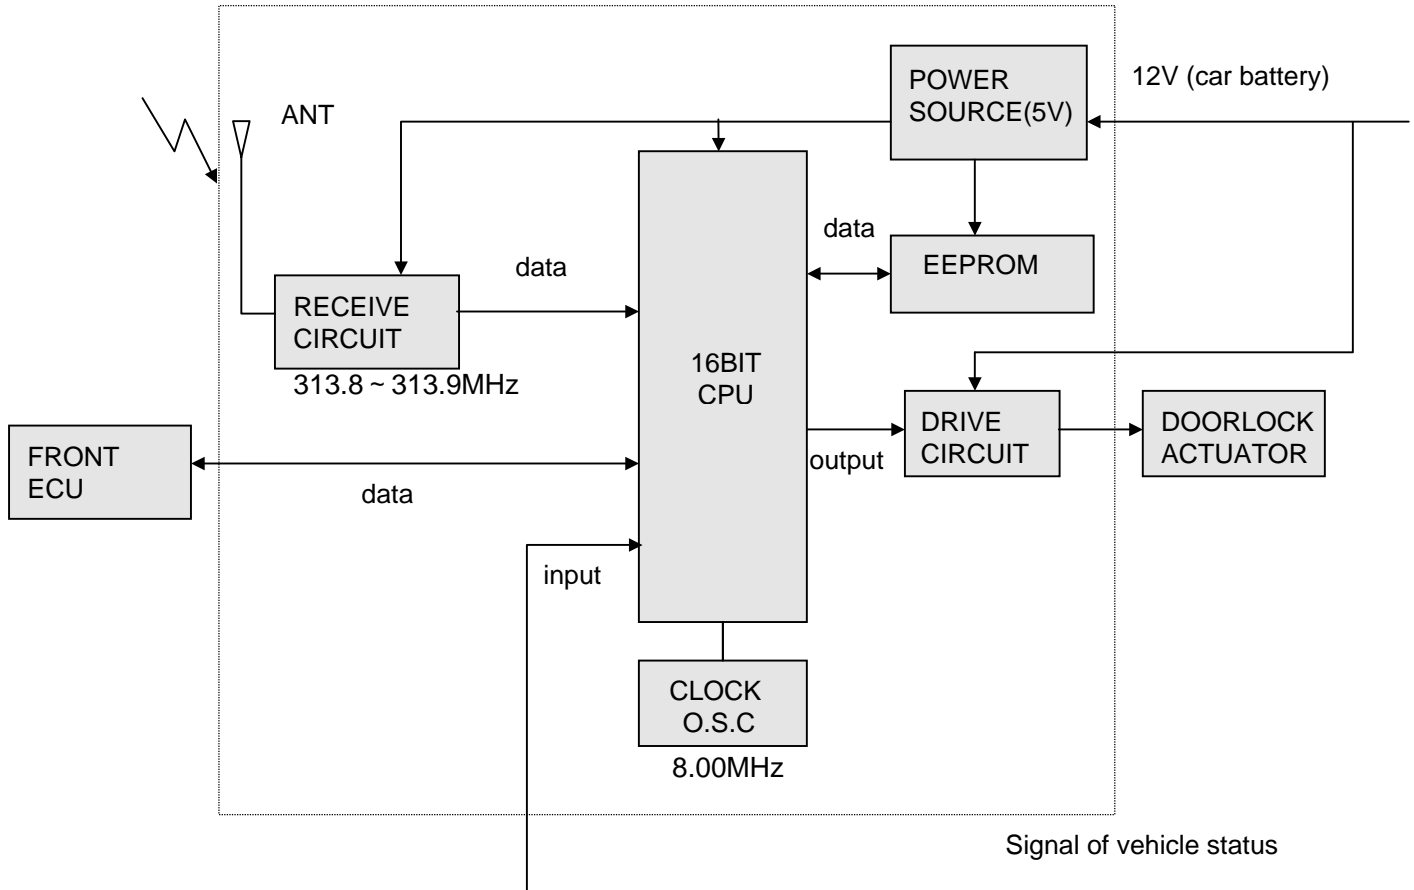 12V (car battery)
POWER
SOURCE(5V)
ANT
data
EEPROM
data
RECEIVE
CIRCUIT
313.8 ~ 313.9MHz
16BIT
CPU
DRIVE
CIRCUIT
DOORLOCK
ACTUATOR
output
FRONT
ECU
data
input
CLOCK
O.S.C
8.00MHz
Signal of vehicle status